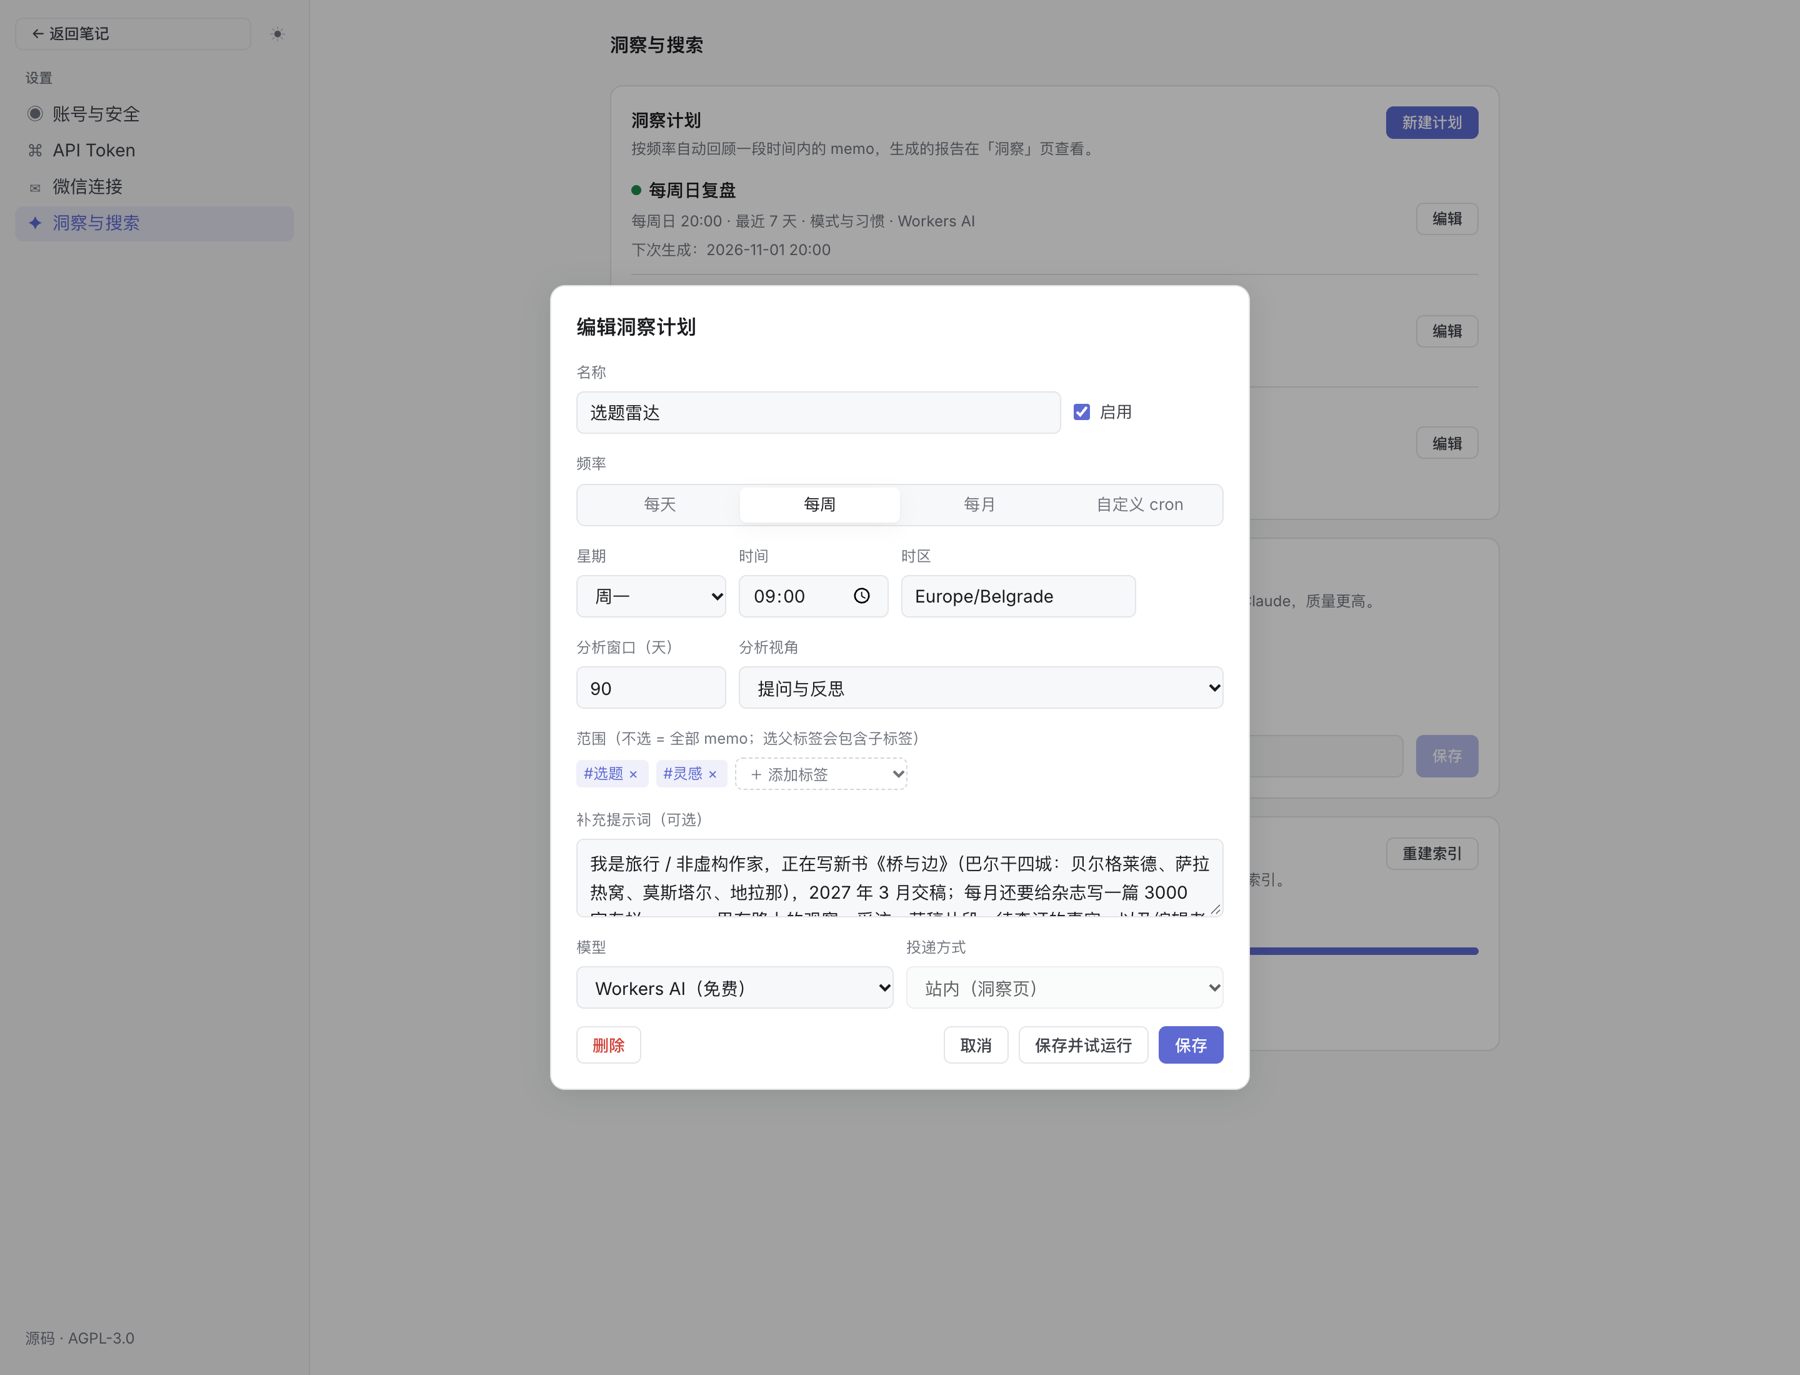 ← 返回笔记
设置
账号与安全
⌘ API Token
微信连接
洞察与搜索
源码 · AGPL-3.0
洞察与搜索
洞察计划
新建计划
按频率自动回顾一段时间内的 memo，生成的报告在「洞察」页查看。
每周日复盘
每周日 20:00 · 最近 7 天 · 模式与习惯 · Workers AI
编辑
下次生成：2026-11-01 20:00
编辑
编辑
laude，质量更高。
保存
重建索引
索引。
编辑洞察计划
名称
选题雷达
启用
频率
每天 每周 每月 自定义 cron
星期 时间 时区
周一 09:00 Europe/Belgrade
分析窗口（天） 分析视角
90 提问与反思
范围（不选 = 全部 memo；选父标签会包含子标签）
#选题 × #灵感 × + 添加标签
补充提示词（可选）
我是旅行 / 非虚构作家，正在写新书《桥与边》（巴尔干四城：贝尔格莱德、萨拉
热窝、莫斯塔尔、地拉那），2027 年 3 月交稿；每月还要给杂志写一篇 3000
模型 投递方式
Workers AI（免费） 站内（洞察页）
删除 取消 保存并试运行 保存